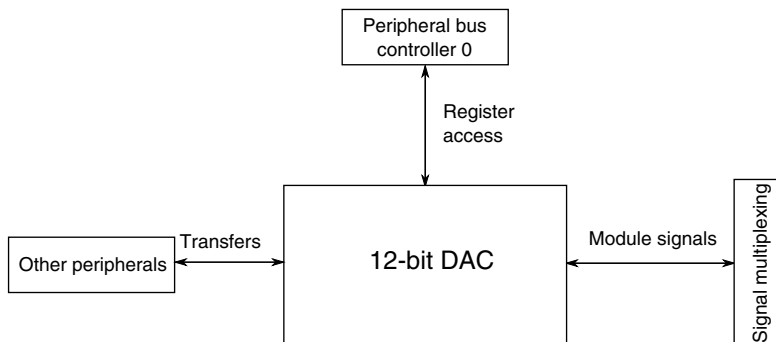 Peripheral bus
controller 0
Register
access
Transfers
Other peripherals
12-bit DAC
Module signals
Signal multiplexing